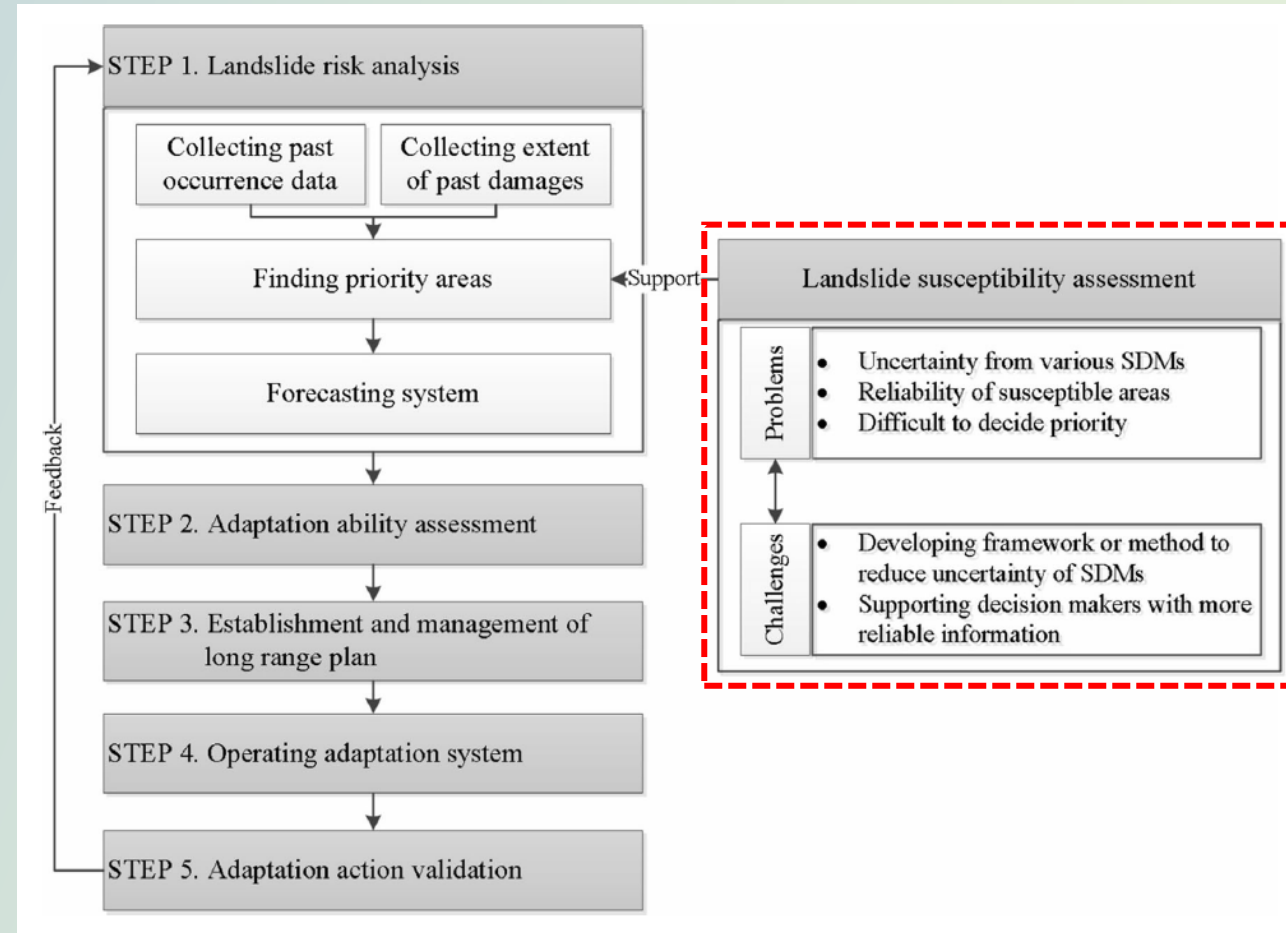 STEP 1. Landslide risk analysis
Collecting past
occurrence data
Collecting extent
of past damages
Finding priority areas
Forecasting system
STEP 2. Adaptation ability assessment
STEP 3. Establishment and management of
long range plan
STEP 4. Operating adaptation system
STEP 5. Adaptation action validation
Feedback
Support
Landslide susceptibility assessment
Problems
• Uncertainty from various SDMs
• Reliability of susceptible areas
• Difficult to decide priority
Challenges
• Developing framework or method to
reduce uncertainty of SDMs
• Supporting decision makers with more
reliable information